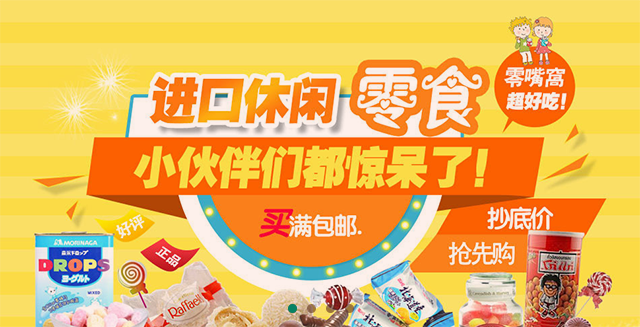 进口休闲零食
零嘴窝
超好吃!
小伙伴们都惊呆了!
买满包邮.
抄底价
抢先购
好评
正品
MORINAGA
DROPS
ヨーグルト
Raffaello